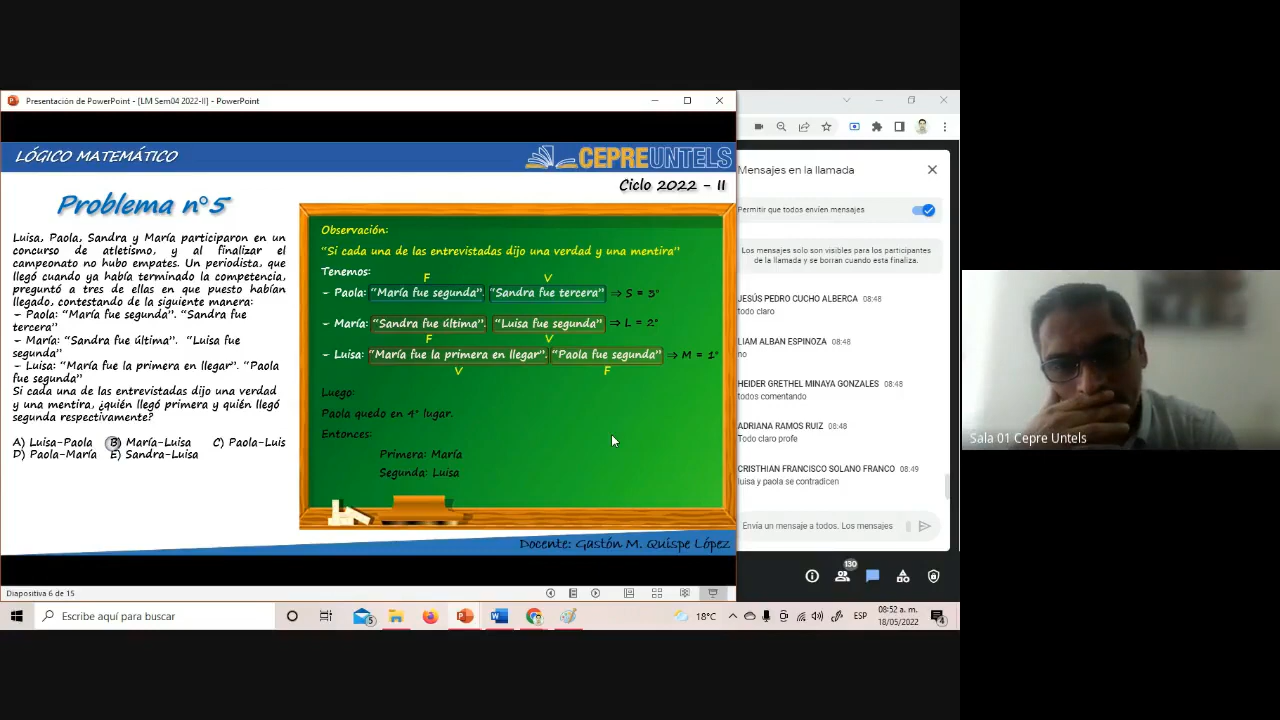 Presentación de PowerPoint - [LM Sem04 2022-II] - PowerPoint
LÓGICO MATEMÁTICO
CEPREUNTELS
Ciclo 2022 - II
Problema n°5
Luisa, Paola, Sandra y María participaron en un
concurso de atletismo, y al finalizar el
campeonato no hubo empates. Un periodista, que
llegó cuando ya había terminado la competencia,
preguntó a tres de ellas en que puesto habían
llegado, contestando de la siguiente manera:
- Paola: "María fue segunda". "Sandra fue
tercera"
- María: "Sandra fue última". "Luisa fue
segunda"
- Luisa: "María fue la primera en llegar". "Paola
fue segunda"
Si cada una de las entrevistadas dijo una verdad
y una mentira, ¿quién llegó primera y quién llegó
segunda respectivamente?
A) Luisa-Paola B) María-Luisa C) Paola-Luis
D) Paola-María E) Sandra-Luisa
Observación:
"Si cada una de las entrevistadas dijo una verdad y una mentira"
Tenemos:
F V
- Paola: "María fue segunda". "Sandra fue tercera" ⇒ S = 3°
- María: "Sandra fue última". "Luisa fue segunda" ⇒ L = 2°
F V
- Luisa: "María fue la primera en llegar". "Paola fue segunda" ⇒ M = 1°
V F
Luego:
Paola quedo en 4° lugar.
Entonces:
Primera: María
Segunda: Luisa
Docente: Gastón M. Quispe López
Diapositiva 6 de 15
Mensajes en la llamada
Permitir que todos envíen mensajes
Los mensajes solo son visibles para los participantes
de la llamada y se borran cuando esta finaliza.
JESÚS PEDRO CUCHO ALBERCA 08:48
todo claro
LIAM ALBAN ESPINOZA 08:48
no
HEIDER GRETHEL MINAYA GONZALES 08:48
todos comentando
ADRIANA RAMOS RUIZ 08:48
Todo claro profe
CRISTHIAN FRANCISCO SOLANO FRANCO 08:49
luisa y paola se contradicen
Envía un mensaje a todos. Los mensajes
130
Sala 01 Cepre Untels
Escribe aquí para buscar
5
18°C
ESP
08:52 a. m.
18/05/2022
4